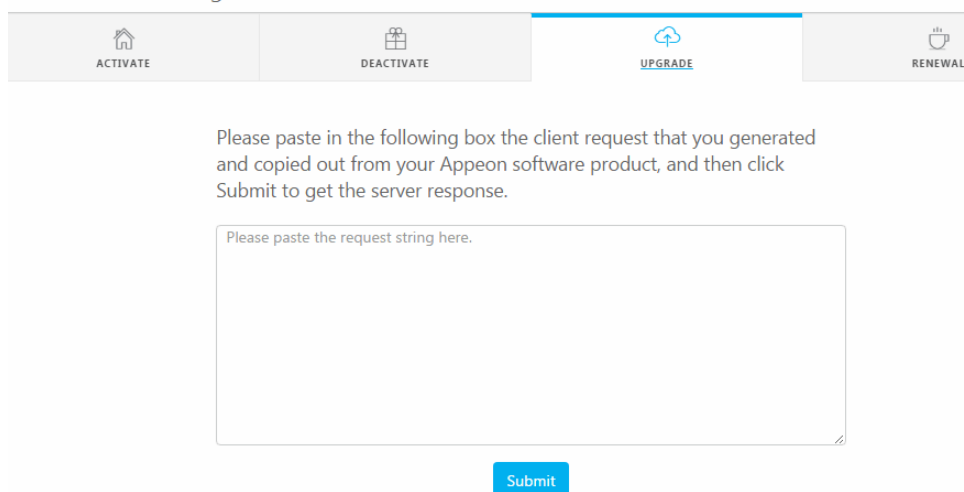 ACTIVATE
DEACTIVATE
UPGRADE
RENEWAL
Please paste in the following box the client request that you generated
and copied out from your Appeon software product, and then click
Submit to get the server response.
Please paste the request string here.
Submit